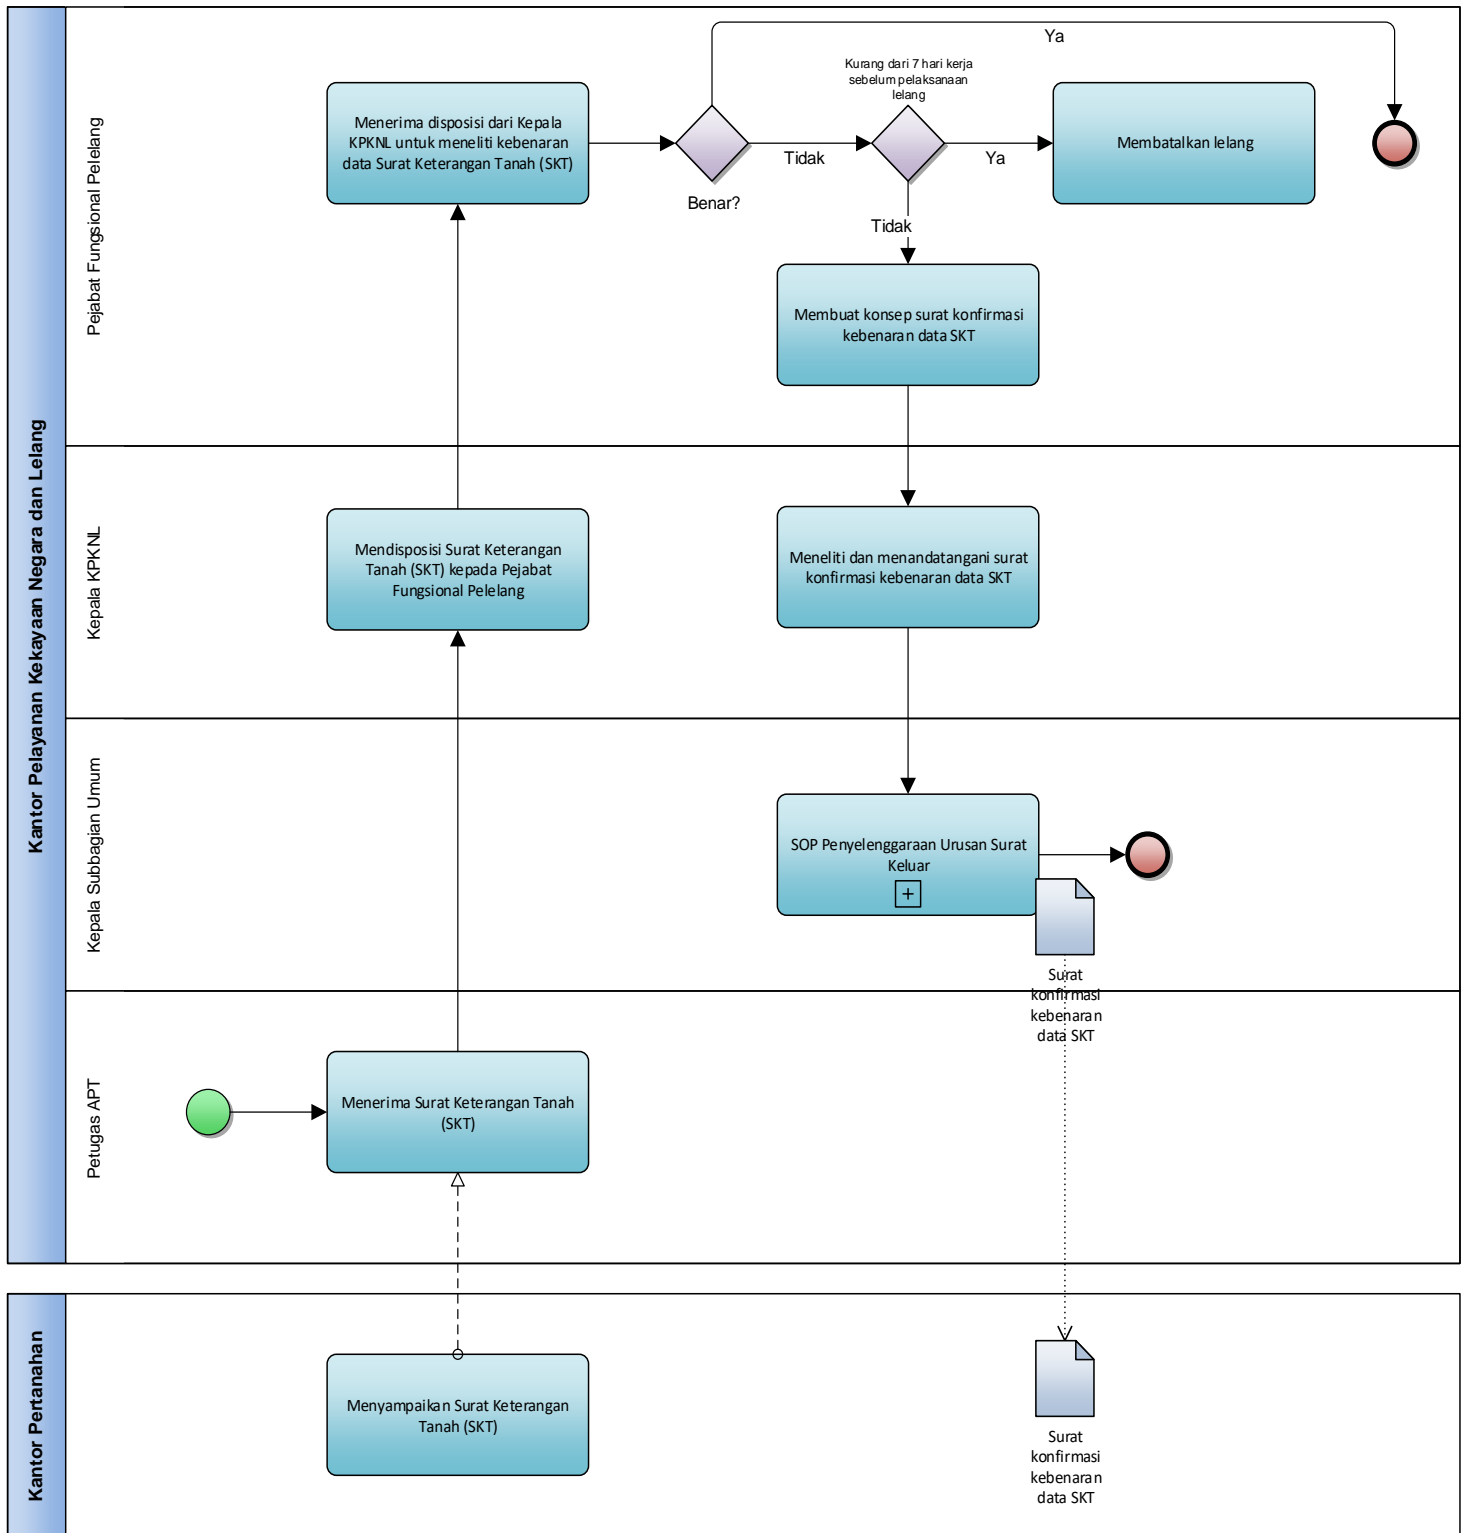 Kantor Pelayanan Kekayaan Negara dan Lelang
Pejabat Fungsional Pelelang
Ya
Kurang dari 7 hari kerja
sebelum pelaksanaan
lelang
Menerima disposisi dari Kepala
KPKNL untuk meneliti kebenaran
data Surat Keterangan Tanah (SKT)
Benar?
Tidak
Ya
Membatalkan lelang
Tidak
Membuat konsep surat konfirmasi
kebenaran data SKT
Kepala KPKNL
Mendisposisi Surat Keterangan
Tanah (SKT) kepada Pejabat
Fungsional Pelelang
Meneliti dan menandatangani surat
konfirmasi kebenaran data SKT
Kepala Subbagian Umum
SOP Penyelenggaraan Urusan Surat
Keluar
Surat
konfirmasi
kebenaran
data SKT
Petugas APT
Menerima Surat Keterangan Tanah
(SKT)
Kantor Pertanahan
Menyampaikan Surat Keterangan
Tanah (SKT)
Surat
konfirmasi
kebenaran
data SKT